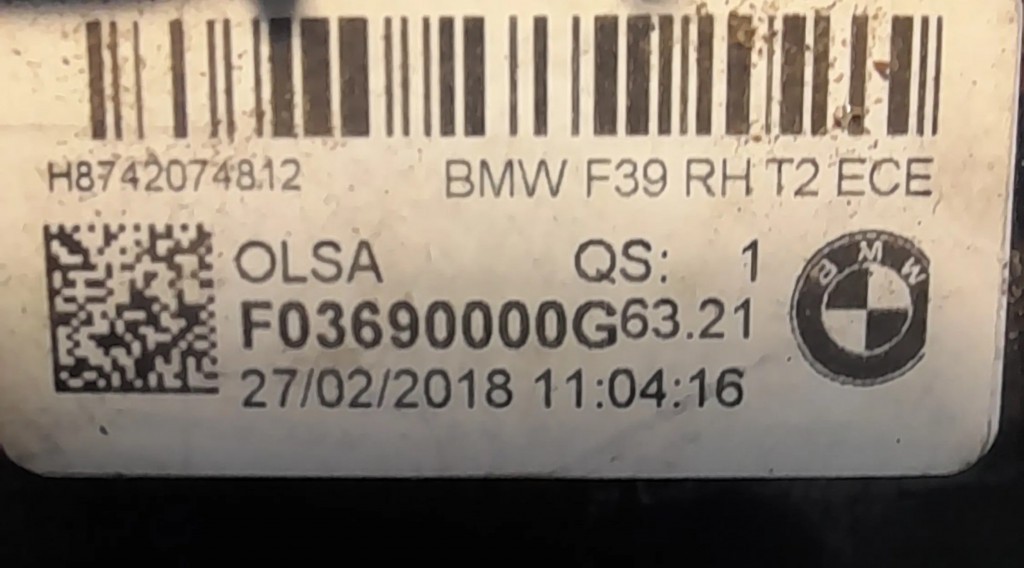 H8742074812 BMW F39 RH T2 ECE
OLSA QS: 1
F03690000G63.21
27/02/2018 11:04:16
BMW